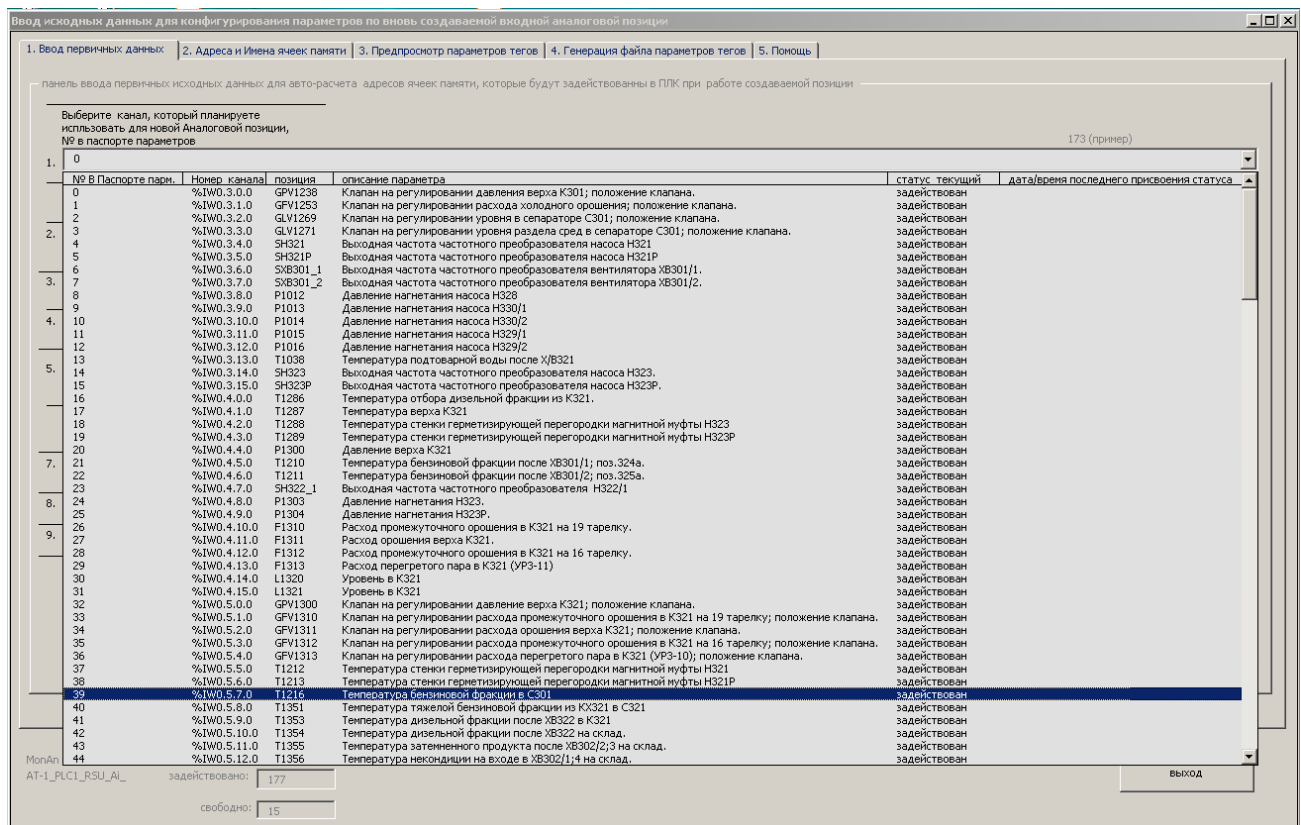 Ввод исходных данных для конфигурирования параметров по вновь создаваемой входной аналоговой позиции
1. Ввод первичных данных 2. Адреса и Имена ячеек памяти 3. Предпросмотр параметров тегов 4. Генерация файла параметров тегов 5. Помощь
панель ввода первичных исходных данных для авто-расчета адресов ячеек памяти, которые будут задействованны в ПЛК при работе создаваемой позиции
Выберите канал, который планируете
испльзовать для новой Аналоговой позиции,
№ в паспорте параметров 173 (пример)
1. 0
№ В Паспорте парм. Номер канала позиция описание параметра статус текущий дата/время последнего присвоения статуса
0 %IW0.3.0.0 GPV1238 Клапан на регулировании давления верха К301; положение клапана. задействован
1 %IW0.3.1.0 GFV1253 Клапан на регулировании расхода холодного орошения; положение клапана. задействован
2 %IW0.3.2.0 GLV1269 Клапан на регулировании уровня в сепараторе С301; положение клапана. задействован
2. 3 %IW0.3.3.0 GLV1271 Клапан на регулировании уровня раздела сред в сепараторе С301; положение клапана. задействован
4 %IW0.3.4.0 SH321 Выходная частота частотного преобразователя насоса Н321 задействован
5 %IW0.3.5.0 SH321P Выходная частота частотного преобразователя насоса Н321Р задействован
6 %IW0.3.6.0 SXB301_1 Выходная частота частотного преобразователя вентилятора ХВ301/1. задействован
3. 7 %IW0.3.7.0 SXB301_2 Выходная частота частотного преобразователя вентилятора ХВ301/2. задействован
8 %IW0.3.8.0 P1012 Давление нагнетания насоса Н328 задействован
9 %IW0.3.9.0 P1013 Давление нагнетания насоса Н330/1 задействован
4. 10 %IW0.3.10.0 P1014 Давление нагнетания насоса Н330/2 задействован
11 %IW0.3.11.0 P1015 Давление нагнетания насоса Н329/1 задействован
12 %IW0.3.12.0 P1016 Давление нагнетания насоса Н329/2 задействован
13 %IW0.3.13.0 T1038 Температура подтоварной воды после Х/В321 задействован
5. 14 %IW0.3.14.0 SH323 Выходная частота частотного преобразователя насоса Н323. задействован
15 %IW0.3.15.0 SH323P Выходная частота частотного преобразователя насоса Н323Р. задействован
16 %IW0.4.0.0 T1286 Температура отбора дизельной фракции из К321. задействован
17 %IW0.4.1.0 T1287 Температура верха К321 задействован
18 %IW0.4.2.0 T1288 Температура стенки герметизирующей перегородки магнитной муфты Н323 задействован
19 %IW0.4.3.0 T1289 Температура стенки герметизирующей перегородки магнитной муфты Н323Р задействован
20 %IW0.4.4.0 P1300 Давление верха К321 задействован
7. 21 %IW0.4.5.0 T1210 Температура бензиновой фракции после ХВ301/1; поз.324а. задействован
22 %IW0.4.6.0 T1211 Температура бензиновой фракции после ХВ301/2; поз.325а. задействован
23 %IW0.4.7.0 SH322_1 Выходная частота частотного преобразователя Н322/1 задействован
8. 24 %IW0.4.8.0 P1303 Давление нагнетания Н323. задействован
25 %IW0.4.9.0 P1304 Давление нагнетания Н323Р. задействован
26 %IW0.4.10.0 F1310 Расход промежуточного орошения в К321 на 19 тарелку. задействован
9. 27 %IW0.4.11.0 F1311 Расход орошения верха К321. задействован
28 %IW0.4.12.0 F1312 Расход промежуточного орошения в К321 на 16 тарелку. задействован
29 %IW0.4.13.0 F1313 Расход перегретого пара в К321 (УРЗ-11) задействован
30 %IW0.4.14.0 L1320 Уровень в К321 задействован
31 %IW0.4.15.0 L1321 Уровень в К321 задействован
32 %IW0.5.0.0 GPV1300 Клапан на регулировании давление верха К321; положение клапана. задействован
33 %IW0.5.1.0 GFV1310 Клапан на регулировании расхода промежуточного орошения в К321 на 19 тарелку; положение клапана. задействован
34 %IW0.5.2.0 GFV1311 Клапан на регулировании расхода орошения верха К321; положение клапана. задействован
35 %IW0.5.3.0 GFV1312 Клапан на регулировании расхода промежуточного орошения в К321 на 16 тарелку; положение клапана. задействован
36 %IW0.5.4.0 GFV1313 Клапан на регулировании расхода перегретого пара в К321 (УРЗ-10); положение клапана. задействован
37 %IW0.5.5.0 T1212 Температура стенки герметизирующей перегородки магнитной муфты Н321 задействован
38 %IW0.5.6.0 T1213 Температура стенки герметизирующей перегородки магнитной муфты Н321Р задействован
39 %IW0.5.7.0 T1216 Температура бензиновой фракции в С301 задействован
40 %IW0.5.8.0 T1351 Температура тяжелой бензиновой фракции из КХ321 в С321 задействован
41 %IW0.5.9.0 T1353 Температура дизельной фракции после ХВ322 в К321 задействован
42 %IW0.5.10.0 T1354 Температура дизельной фракции после ХВ322 на склад. задействован
43 %IW0.5.11.0 T1355 Температура затемненного продукта после ХВ302/2;3 на склад. задействован
MonAn 44 %IW0.5.12.0 T1356 Температура некондиции на входе в ХВ302/1;4 на склад. задействован
AT-1_PLC1_RSU_Ai_ задействовано: 177 выход
свободно: 15